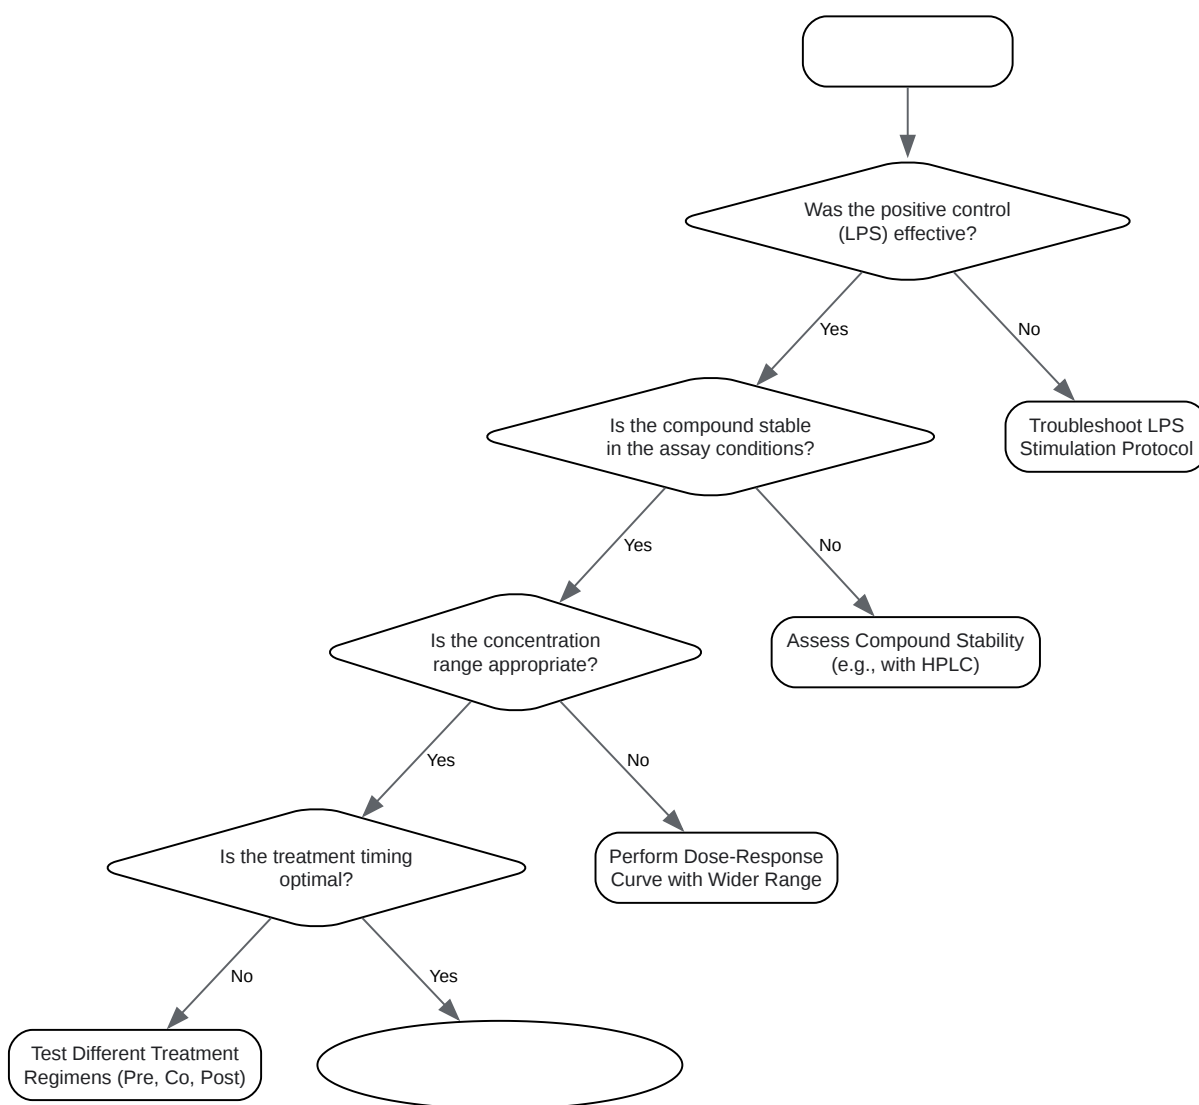 Was the positive control
(LPS) effective?
Yes
No
Is the compound stable
in the assay conditions?
Troubleshoot LPS
Stimulation Protocol
Yes
No
Is the concentration
range appropriate?
Assess Compound Stability
(e.g., with HPLC)
Yes
No
Is the treatment timing
optimal?
Perform Dose-Response
Curve with Wider Range
No
Yes
Test Different Treatment
Regimens (Pre, Co, Post)